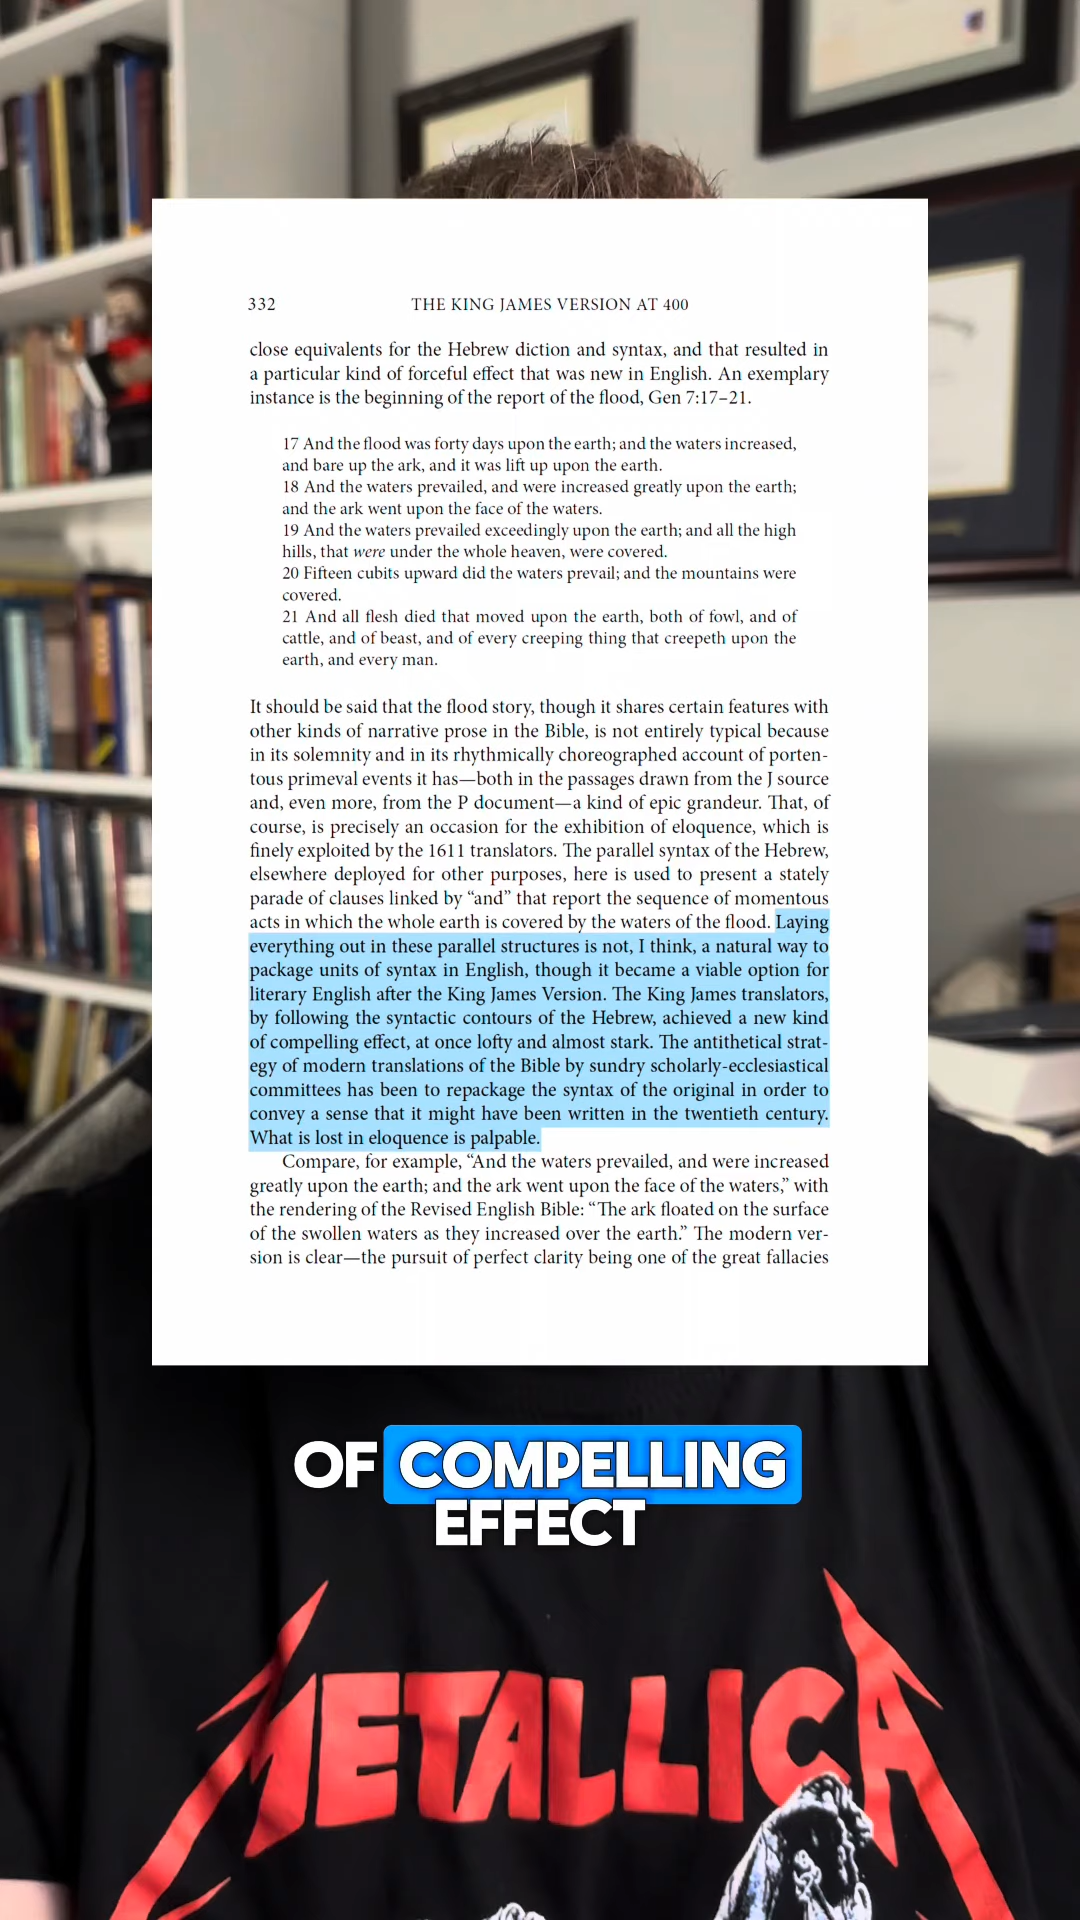 332 THE KING JAMES VERSION AT 400
close equivalents for the Hebrew diction and syntax, and that resulted in
a particular kind of forceful effect that was new in English. An exemplary
instance is the beginning of the report of the flood, Gen 7:17–21.
17 And the flood was forty days upon the earth; and the waters increased,
and bare up the ark, and it was lift up upon the earth.
18 And the waters prevailed, and were increased greatly upon the earth;
and the ark went upon the face of the waters.
19 And the waters prevailed exceedingly upon the earth; and all the high
hills, that were under the whole heaven, were covered.
20 Fifteen cubits upward did the waters prevail; and the mountains were
covered.
21 And all flesh died that moved upon the earth, both of fowl, and of
cattle, and of beast, and of every creeping thing that creepeth upon the
earth, and every man.
It should be said that the flood story, though it shares certain features with
other kinds of narrative prose in the Bible, is not entirely typical because
in its solemnity and in its rhythmically choreographed account of porten-
tous primeval events it has—both in the passages drawn from the J source
and, even more, from the P document—a kind of epic grandeur. That, of
course, is precisely an occasion for the exhibition of eloquence, which is
finely exploited by the 1611 translators. The parallel syntax of the Hebrew,
elsewhere deployed for other purposes, here is used to present a stately
parade of clauses linked by “and” that report the sequence of momentous
acts in which the whole earth is covered by the waters of the flood. Laying
everything out in these parallel structures is not, I think, a natural way to
package units of syntax in English, though it became a viable option for
literary English after the King James Version. The King James translators,
by following the syntactic contours of the Hebrew, achieved a new kind
of compelling effect, at once lofty and almost stark. The antithetical strat-
egy of modern translations of the Bible by sundry scholarly-ecclesiastical
committees has been to repackage the syntax of the original in order to
convey a sense that it might have been written in the twentieth century.
What is lost in eloquence is palpable.
Compare, for example, “And the waters prevailed, and were increased
greatly upon the earth; and the ark went upon the face of the waters,” with
the rendering of the Revised English Bible: “The ark floated on the surface
of the swollen waters as they increased over the earth.” The modern ver-
sion is clear—the pursuit of perfect clarity being one of the great fallacies
OF COMPELLING
EFFECT
METALLICA